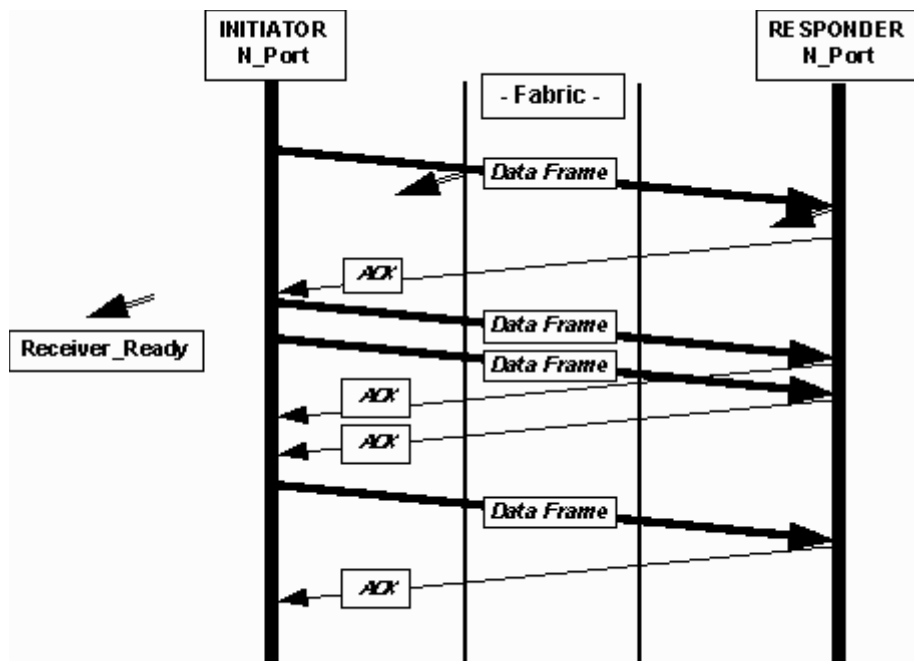 INITIATOR
N_Port
RESPONDER
N_Port
- Fabric -
Data Frame
ACK
Data Frame
Receiver_Ready
Data Frame
ACK
ACK
Data Frame
ACK